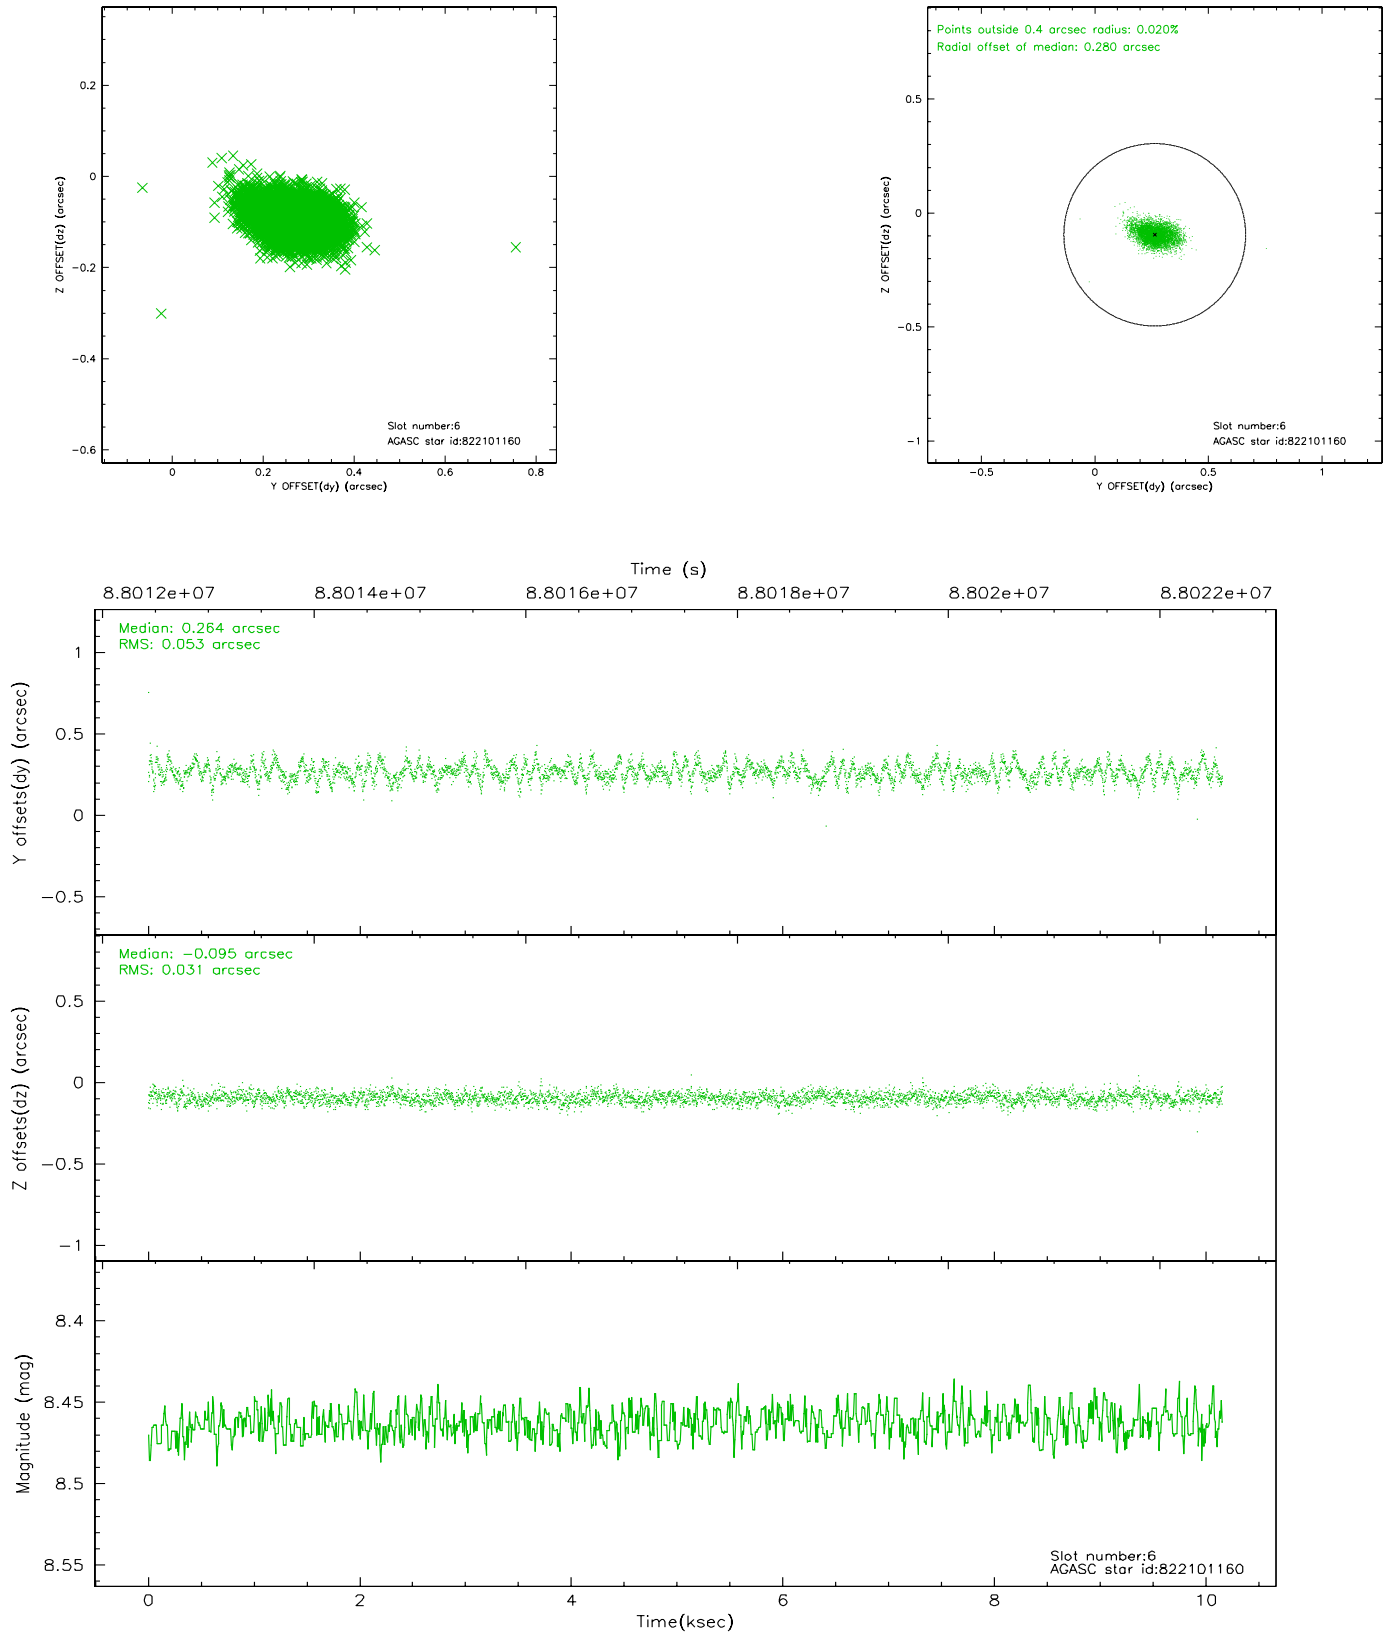 0.2
0
−0.2
−0.4
−0.6
Z OFFSET(dz) (arcsec)
Slot number:6
AGASC star id:822101160
0 0.2 0.4 0.6 0.8
Y OFFSET(dy) (arcsec)
Points outside 0.4 arcsec radius: 0.020%
Radial offset of median: 0.280 arcsec
0.5
0
−0.5
−1
Z OFFSET(dz) (arcsec)
Slot number:6
AGASC star id:822101160
−0.5 0 0.5 1
Y OFFSET(dy) (arcsec)
Time (s)
8.8012e+07 8.8014e+07 8.8016e+07 8.8018e+07 8.802e+07 8.8022e+07
Median: 0.264 arcsec
RMS: 0.053 arcsec
1
0.5
0
−0.5
Y offsets(dy) (arcsec)
Median: −0.095 arcsec
RMS: 0.031 arcsec
0.5
0
−0.5
−1
Z offsets(dz) (arcsec)
8.4
8.45
8.5
8.55
Magnitude (mag)
Slot number:6
AGASC star id:822101160
0 2 4 6 8 10
Time(ksec)